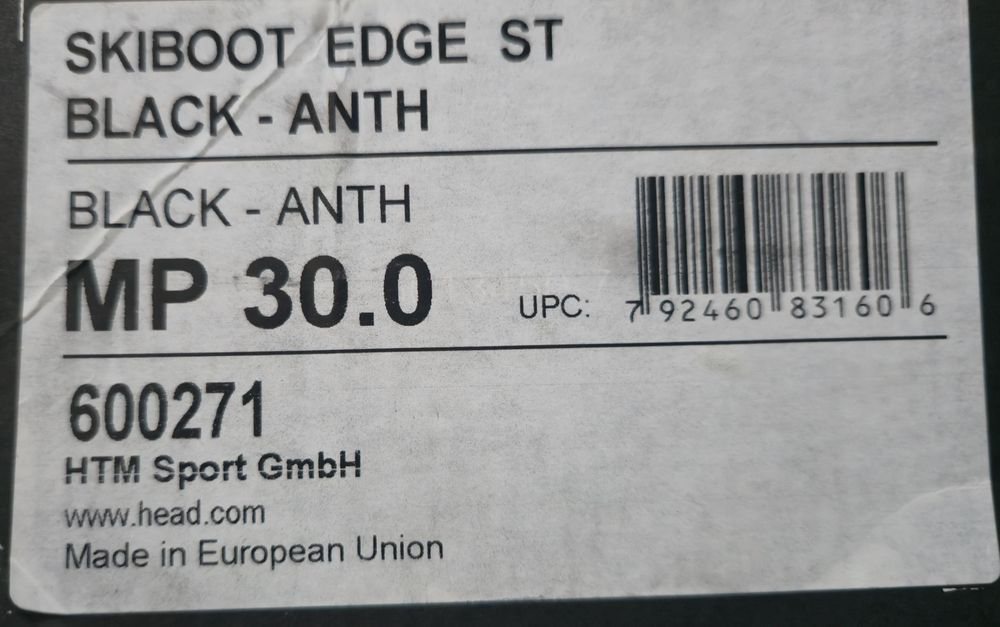 SKIBOOT EDGE ST
BLACK - ANTH
BLACK - ANTH
MP 30.0
UPC: 7 92460 83160 6
600271
HTM Sport GmbH
www.head.com
Made in European Union